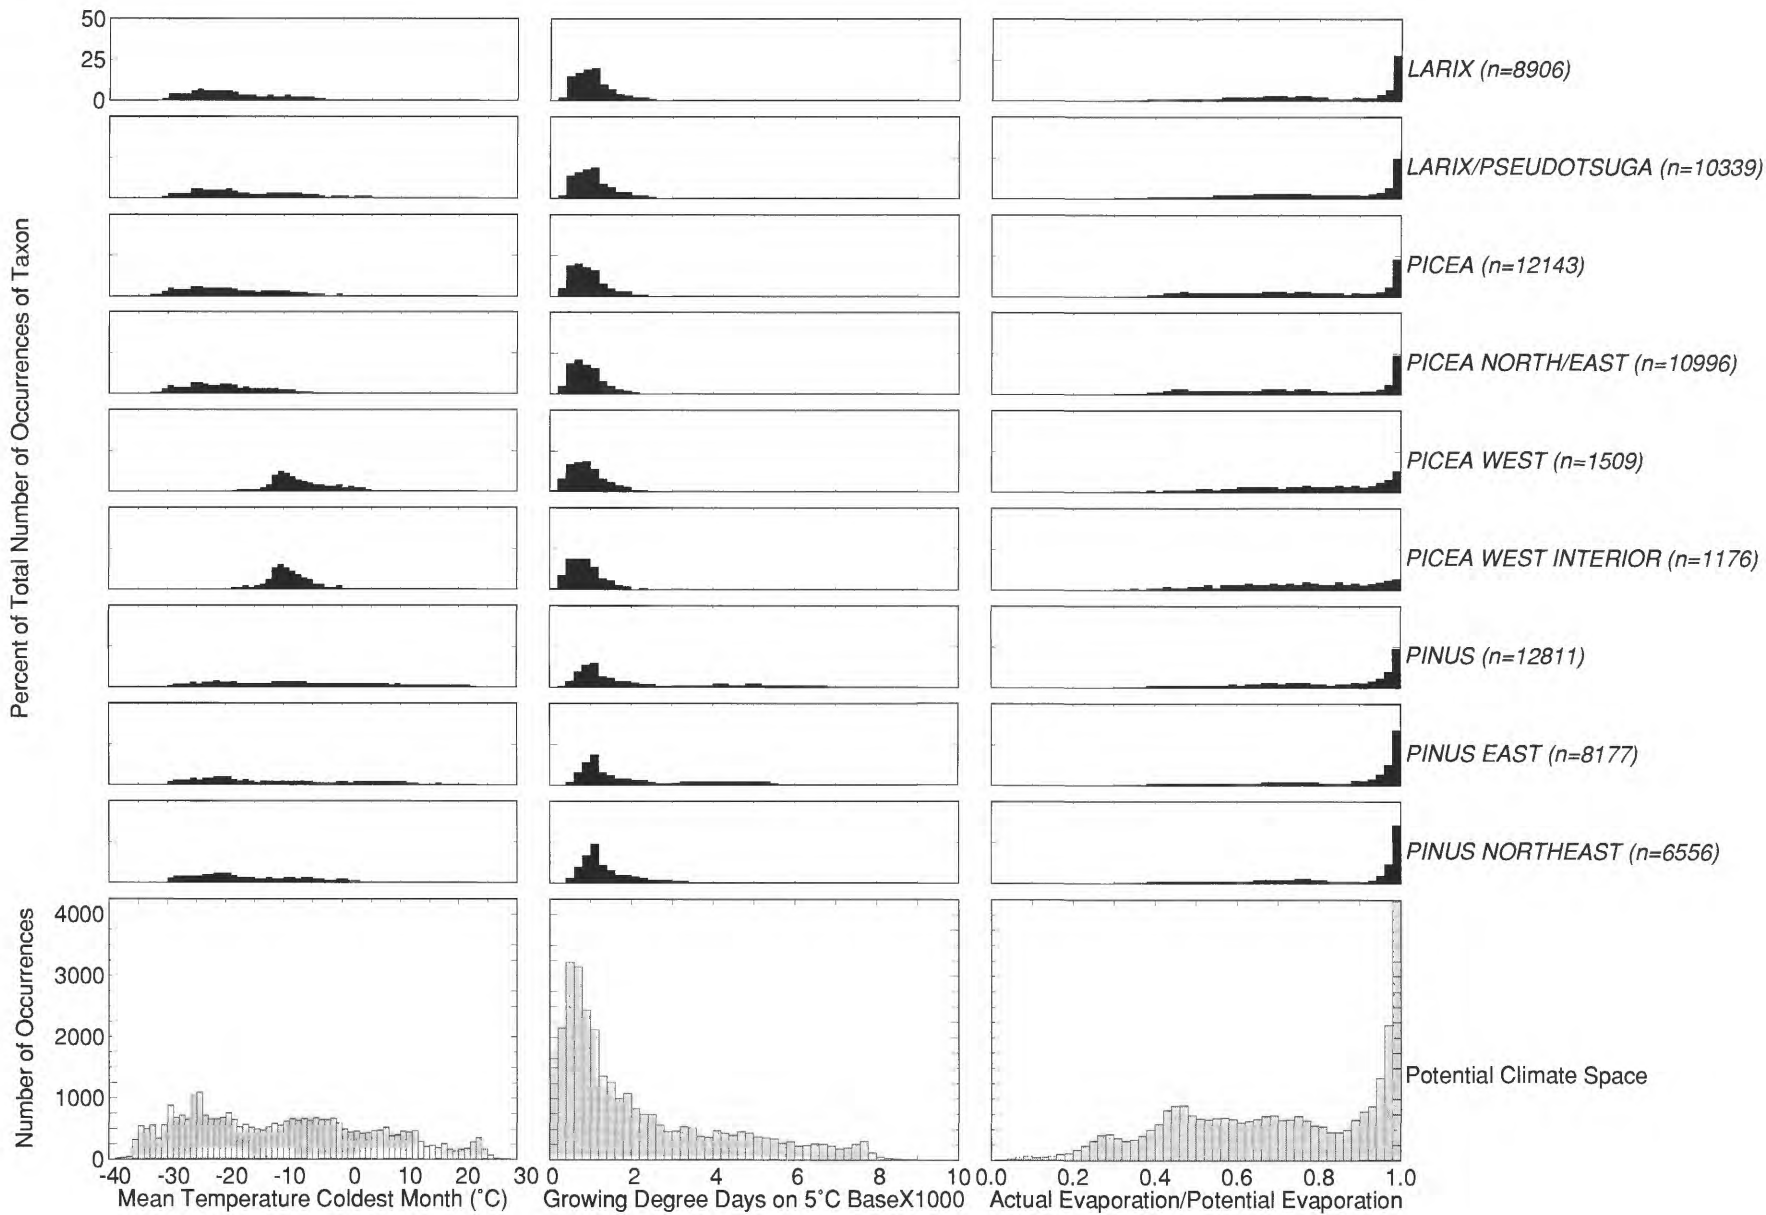 50
25
0
LARIX (n=8906)
LARIX/PSEUDOTSUGA (n=10339)
PICEA (n=12143)
PICEA NORTH/EAST (n=10996)
PICEA WEST (n=1509)
PICEA WEST INTERIOR (n=1176)
PINUS (n=12811)
PINUS EAST (n=8177)
PINUS NORTHEAST (n=6556)
Percent of Total Number of Occurrences of Taxon
Number of Occurrences
4000
3000
2000
1000
0
Potential Climate Space
-40 -30 -20 -10 0 10 20 30
0 2 4 6 8 10
0.0 0.2 0.4 0.6 0.8 1.0
Mean Temperature Coldest Month (°C)
Growing Degree Days on 5°C BaseX1000
Actual Evaporation/Potential Evaporation